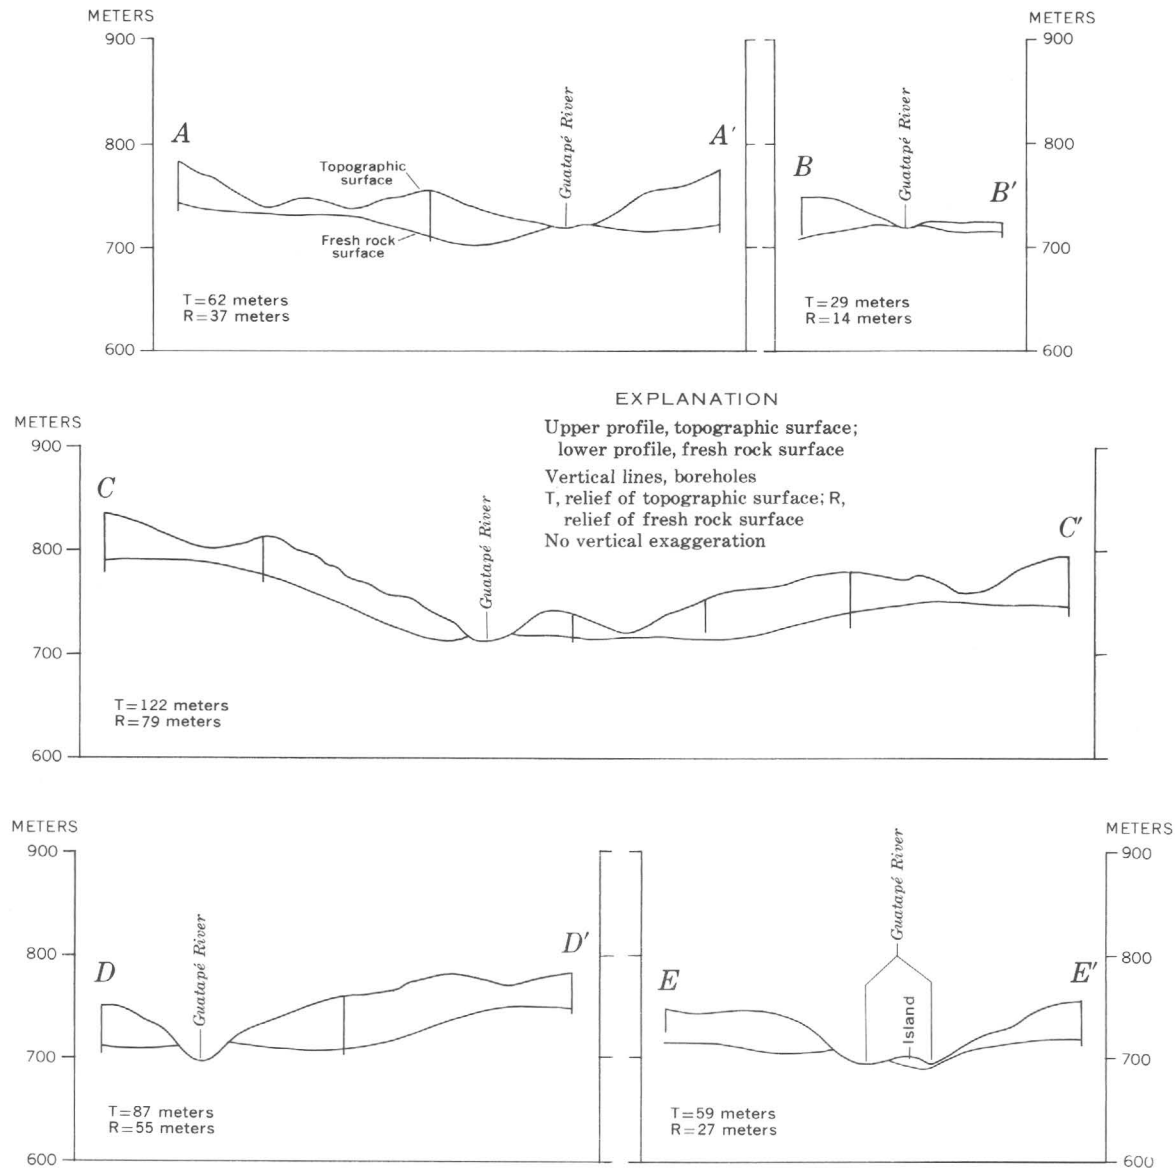 METERS
900
800
700
600
A
A′
Topographic
surface
Fresh rock
surface
Guatapé River
T=62 meters
R=37 meters
METERS
900
800
700
600
B
B′
Guatapé River
T=29 meters
R=14 meters
EXPLANATION
Upper profile, topographic surface;
lower profile, fresh rock surface
Vertical lines, boreholes
T, relief of topographic surface; R,
relief of fresh rock surface
No vertical exaggeration
METERS
900
800
700
600
C
C′
Guatapé River
T=122 meters
R=79 meters
METERS
900
800
700
600
D
D′
Guatapé River
T=87 meters
R=55 meters
METERS
900
800
700
600
E
E′
Guatapé River
Island
T=59 meters
R=27 meters